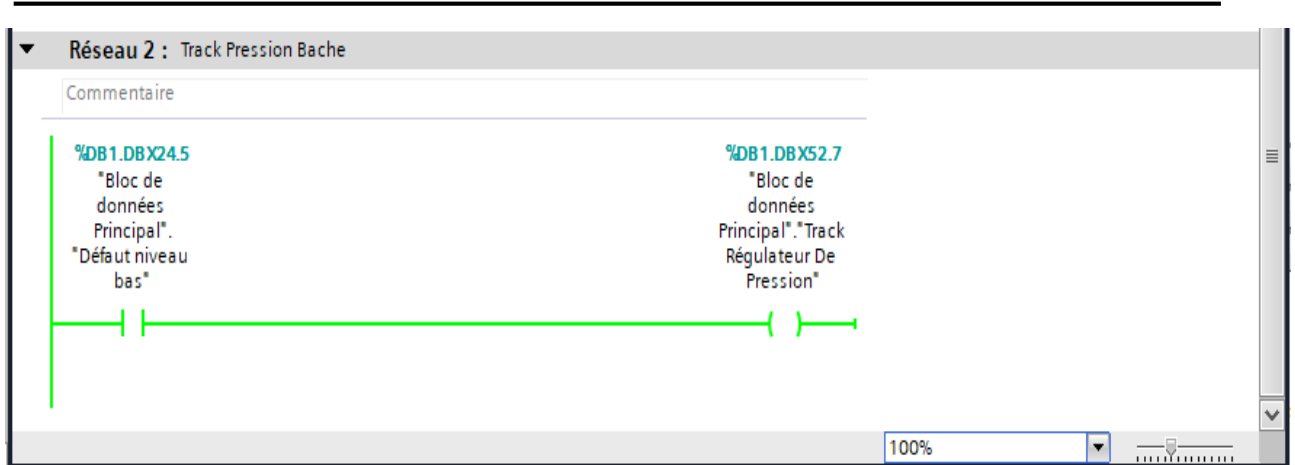 Réseau 2 : Track Pression Bache
Commentaire
%DB1.DBX24.5
"Bloc de
données
Principal".
"Défaut niveau
bas"
%DB1.DBX52.7
"Bloc de
données
Principal"."Track
Régulateur De
Pression"
100%